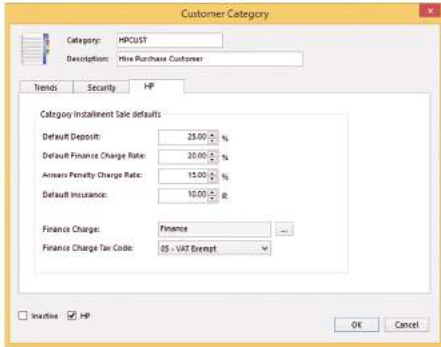 Customer Category
Category: HPCUST
Description: Hire Purchase Customer
Trends Security HP
Category Installment Sale defaults
Default Deposit: 25.00 %
Default Finance Charge Rate: 20.00 %
Arrears Penalty Charge Rate: 15.00 %
Default Insurance: 10.00 R
Finance Charge: Finance ...
Finance Charge Tax Code: 05 - VAT Exempt
Inactive HP
OK Cancel